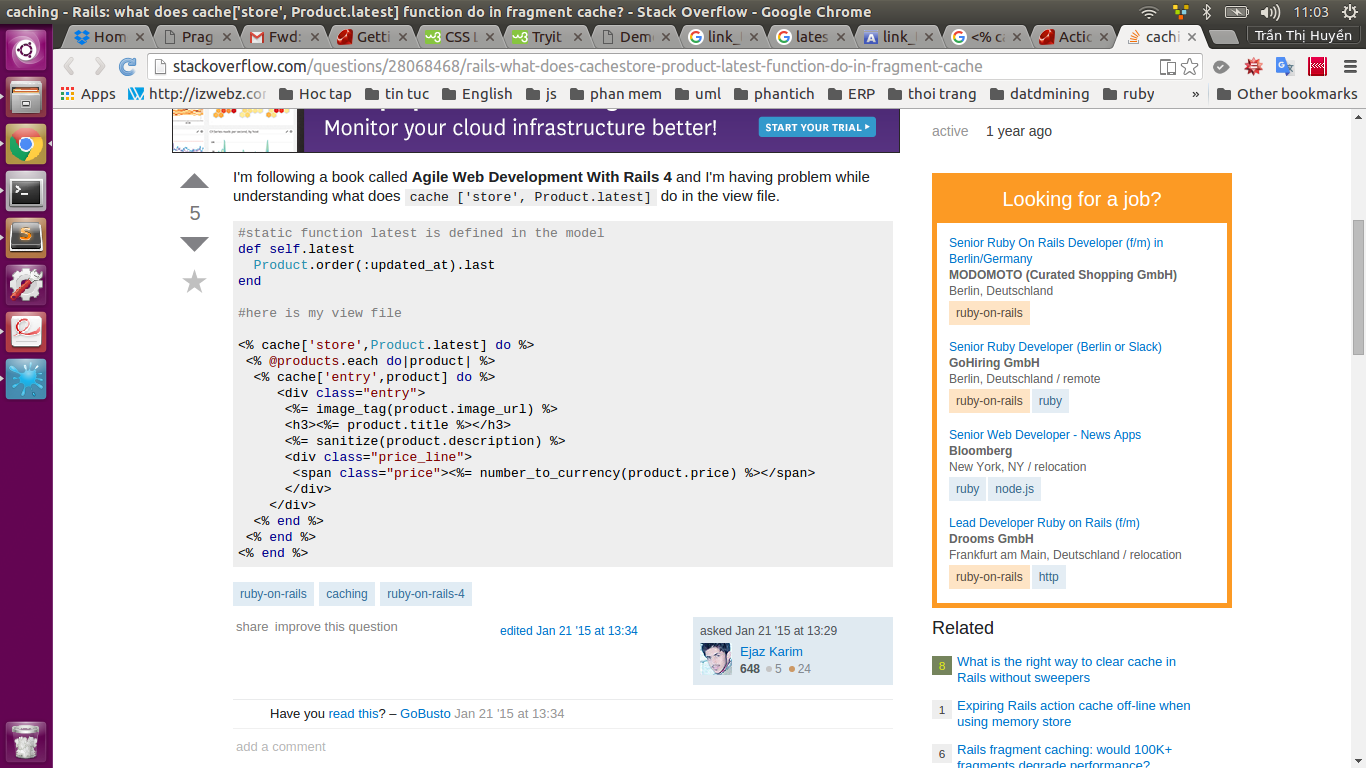 caching - Rails: what does cache['store', Product.latest] function do in fragment cache? - Stack Overflow - Google Chrome
11:03
Hom
Prag
Fwd:
Getti
CSS L
Tryit
Dem
link_
lates
link_
<% ca
Actic
cachi
Trần Thị Huyền
stackoverflow.com/questions/28068468/rails-what-does-cachestore-product-latest-function-do-in-fragment-cache
Apps
http://izwebz.co
Hoc tap
tin tuc
English
js
phan mem
uml
phantich
ERP
thoi trang
datdmining
ruby
»
Other bookmarks
Monitor your cloud infrastructure better!
START YOUR TRIAL
active 1 year ago
I'm following a book called Agile Web Development With Rails 4 and I'm having problem while
understanding what does cache ['store', Product.latest] do in the view file.
5
#static function latest is defined in the model
def self.latest
Product.order(:updated_at).last
end
#here is my view file
<% cache['store',Product.latest] do %>
<% @products.each do|product| %>
<% cache['entry',product] do %>
<div class="entry">
<%= image_tag(product.image_url) %>
<h3><%= product.title %></h3>
<%= sanitize(product.description) %>
<div class="price_line">
<span class="price"><%= number_to_currency(product.price) %></span>
</div>
</div>
<% end %>
<% end %>
<% end %>
ruby-on-rails caching ruby-on-rails-4
share improve this question
edited Jan 21 '15 at 13:34
asked Jan 21 '15 at 13:29
Ejaz Karim
648 5 24
Have you read this? – GoBusto Jan 21 '15 at 13:34
add a comment
Looking for a job?
Senior Ruby On Rails Developer (f/m) in
Berlin/Germany
MODOMOTO (Curated Shopping GmbH)
Berlin, Deutschland
ruby-on-rails
Senior Ruby Developer (Berlin or Slack)
GoHiring GmbH
Berlin, Deutschland / remote
ruby-on-rails ruby
Senior Web Developer - News Apps
Bloomberg
New York, NY / relocation
ruby node.js
Lead Developer Ruby on Rails (f/m)
Drooms GmbH
Frankfurt am Main, Deutschland / relocation
ruby-on-rails http
Related
8 What is the right way to clear cache in
Rails without sweepers
1 Expiring Rails action cache off-line when
using memory store
6 Rails fragment caching: would 100K+
fragments degrade performance?